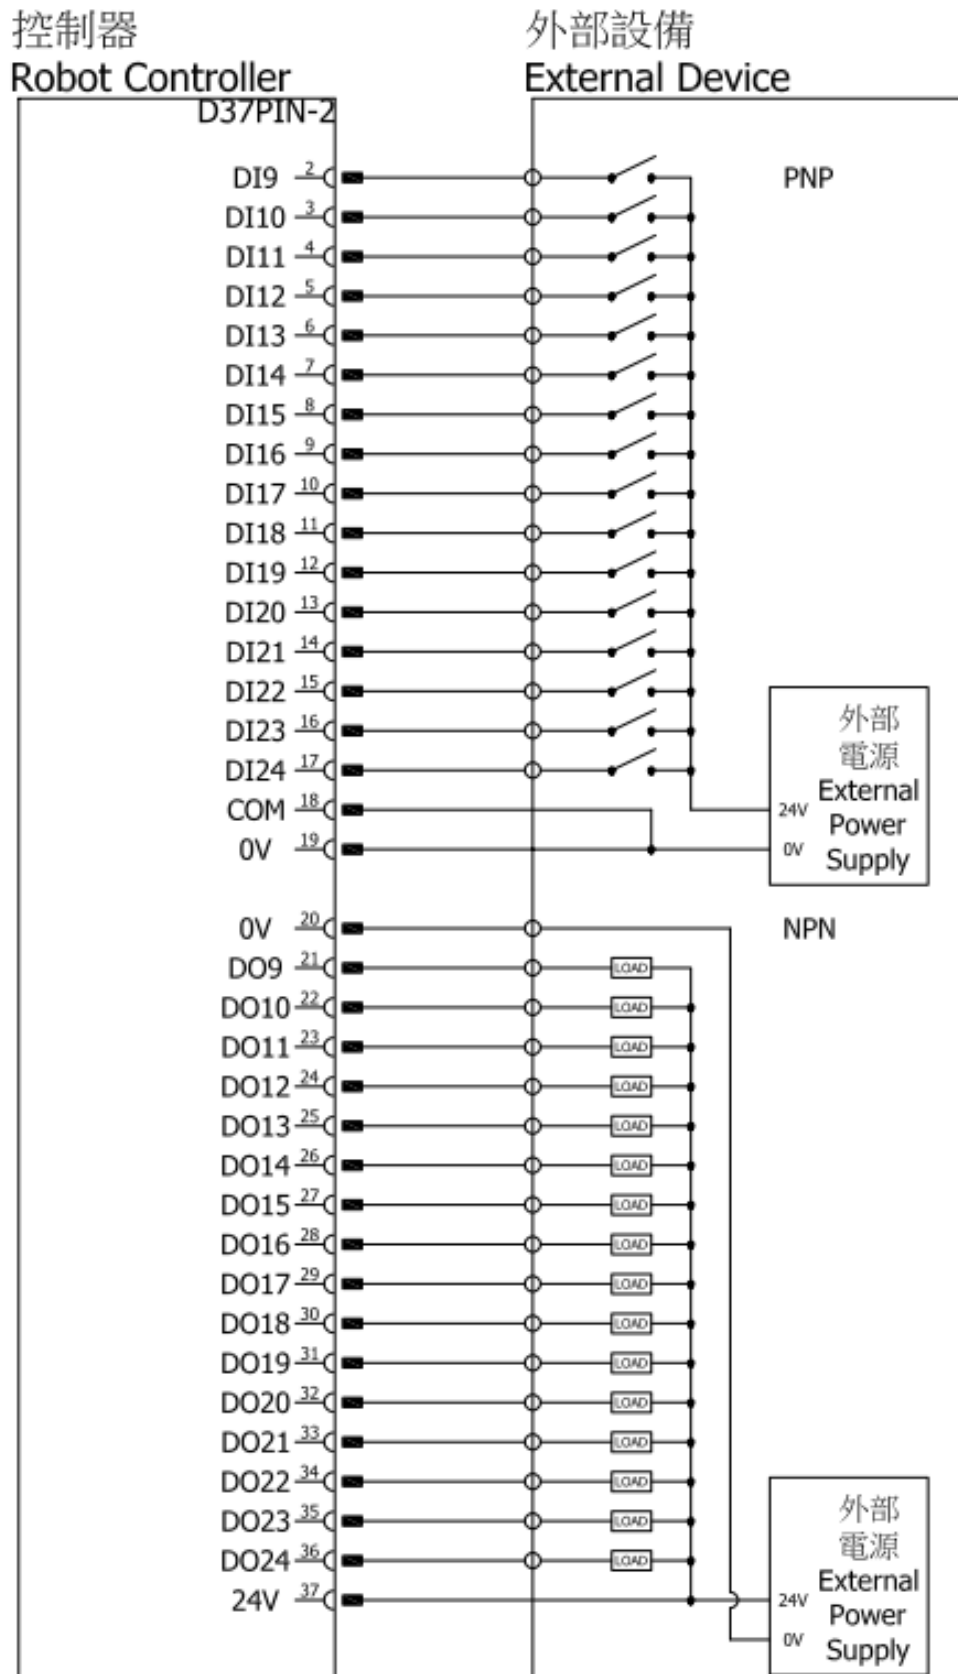 控制器
Robot Controller
外部設備
External Device
D37PIN-2
DI9 2
PNP
DI10 3
DI11 4
DI12 5
DI13 6
DI14 7
DI15 8
DI16 9
DI17 10
DI18 11
DI19 12
DI20 13
DI21 14
DI22 15
DI23 16
DI24 17
COM 18
0V 19
外部
電源
External
Power
Supply
24V
0V
0V 20
NPN
DO9 21 LOAD
DO10 22 LOAD
DO11 23 LOAD
DO12 24 LOAD
DO13 25 LOAD
DO14 26 LOAD
DO15 27 LOAD
DO16 28 LOAD
DO17 29 LOAD
DO18 30 LOAD
DO19 31 LOAD
DO20 32 LOAD
DO21 33 LOAD
DO22 34 LOAD
DO23 35 LOAD
DO24 36 LOAD
24V 37
外部
電源
External
Power
Supply
24V
0V